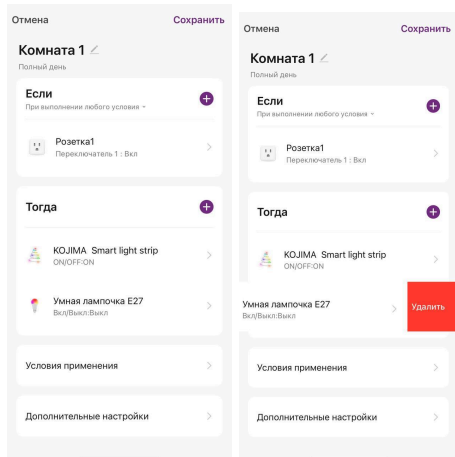 Отмена
Сохранить
Комната 1
Полный день
Если
При выполнении любого условия
Розетка1
Переключатель 1 : Вкл
Тогда
KOJIMA Smart light strip
ON/OFF:ON
Умная лампочка E27
Вкл/Выкл:Выкл
Условия применения
Дополнительные настройки
Отмена
Сохранить
Комната 1
Полный день
Если
При выполнении любого условия
Розетка1
Переключатель 1 : Вкл
Тогда
KOJIMA Smart light strip
ON/OFF:ON
Умная лампочка E27
Вкл/Выкл:Выкл
Удалить
Условия применения
Дополнительные настройки